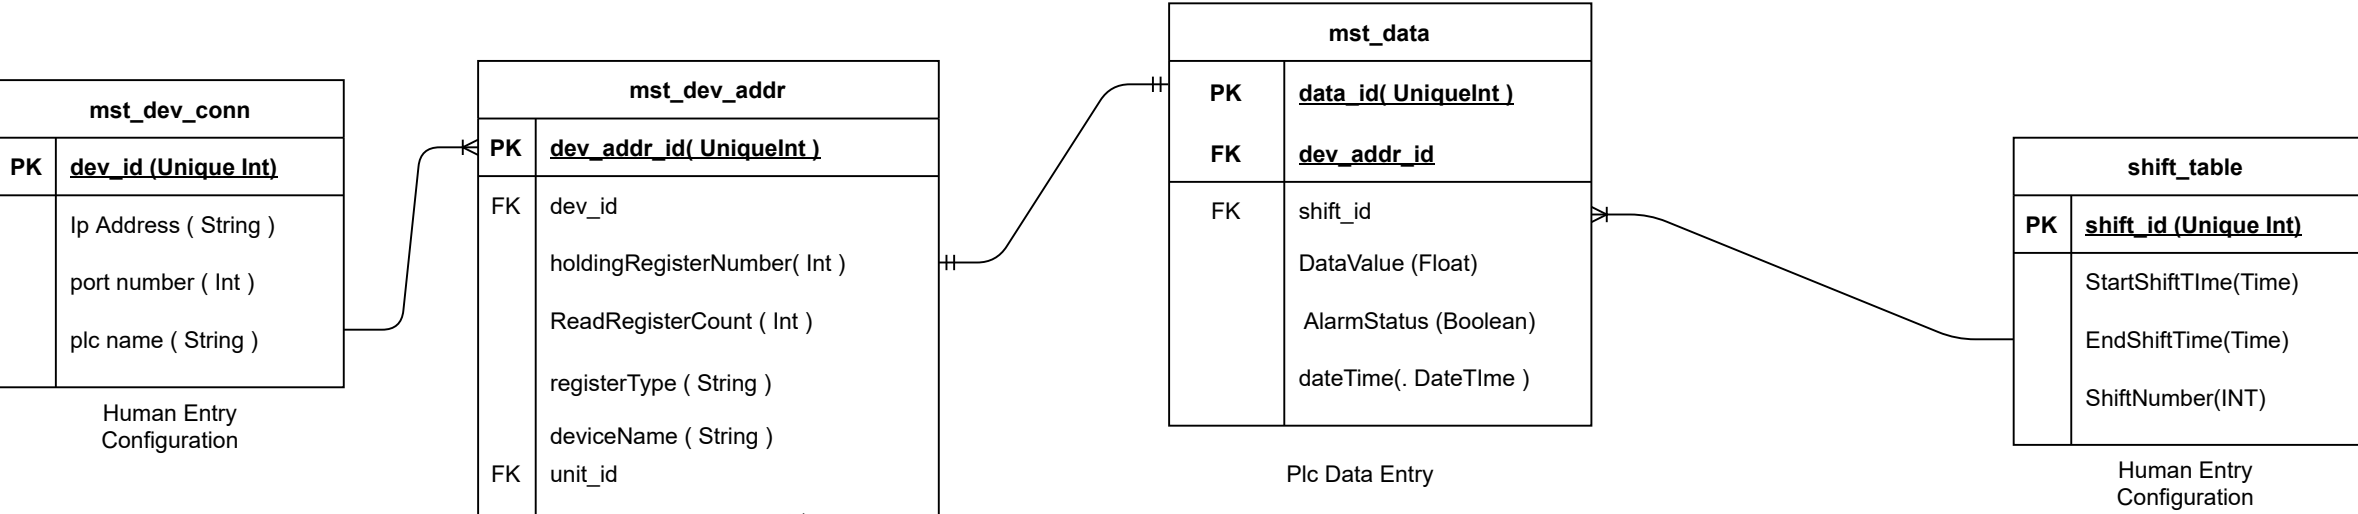 mst_dev_conn
PK dev_id (Unique Int)
Ip Address ( String )
port number ( Int )
plc name ( String )
Human Entry
Configuration
mst_dev_addr
PK dev_addr_id( UniqueInt )
FK dev_id
holdingRegisterNumber( Int )
ReadRegisterCount ( Int )
registerType ( String )
deviceName ( String )
FK unit_id
mst_data
PK data_id( UniqueInt )
FK dev_addr_id
FK shift_id
DataValue (Float)
AlarmStatus (Boolean)
dateTime(. DateTIme )
Plc Data Entry
shift_table
PK shift_id (Unique Int)
StartShiftTIme(Time)
EndShiftTime(Time)
ShiftNumber(INT)
Human Entry
Configuration